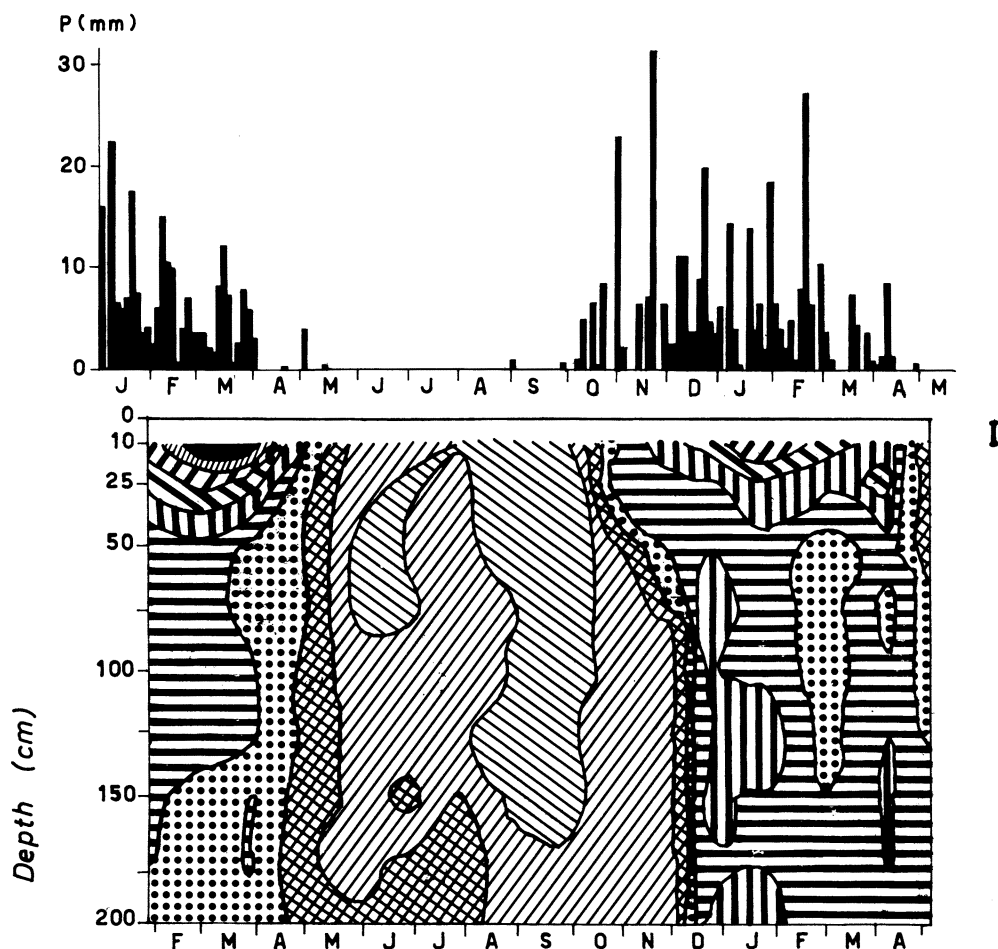 P (mm)
30
20
10
0
J F M A M J J A S O N D J F M A M
0
10
25
50
100
150
200
Depth (cm)
F M A M J J A S O N D J F M A
I